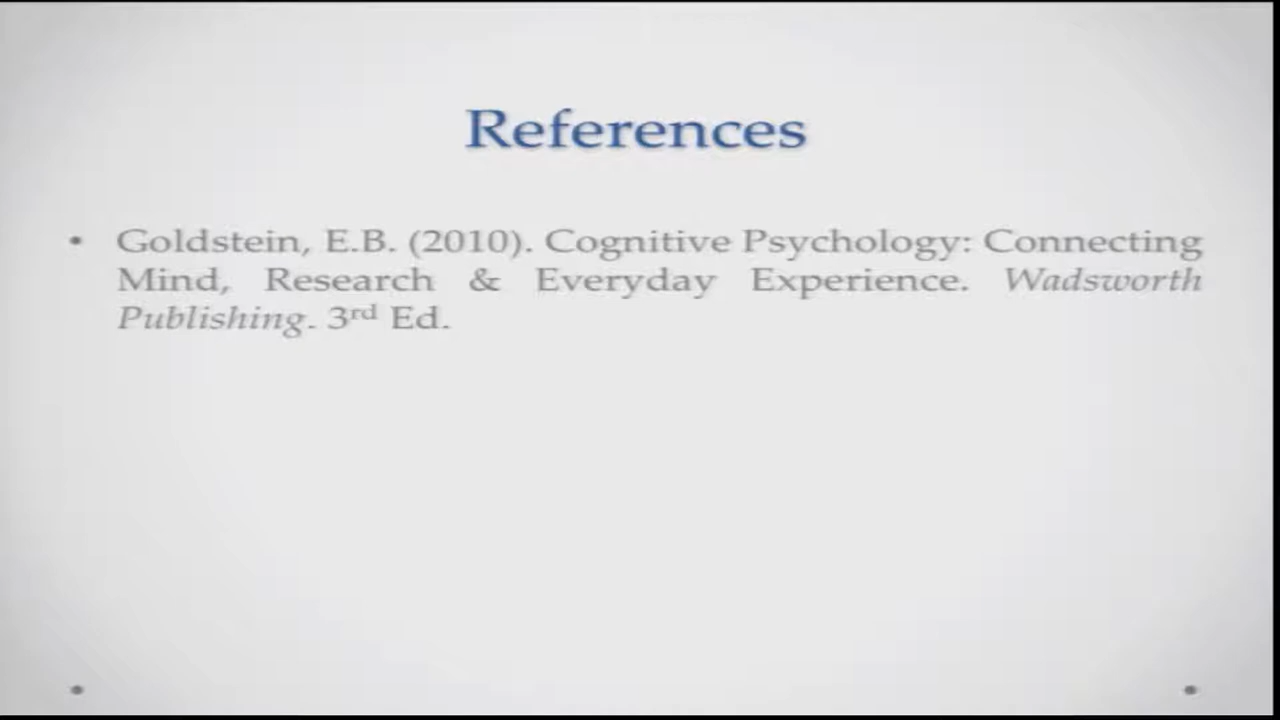 References
• Goldstein, E.B. (2010). Cognitive Psychology: Connecting
Mind, Research & Everyday Experience. Wadsworth
Publishing. 3rd Ed.